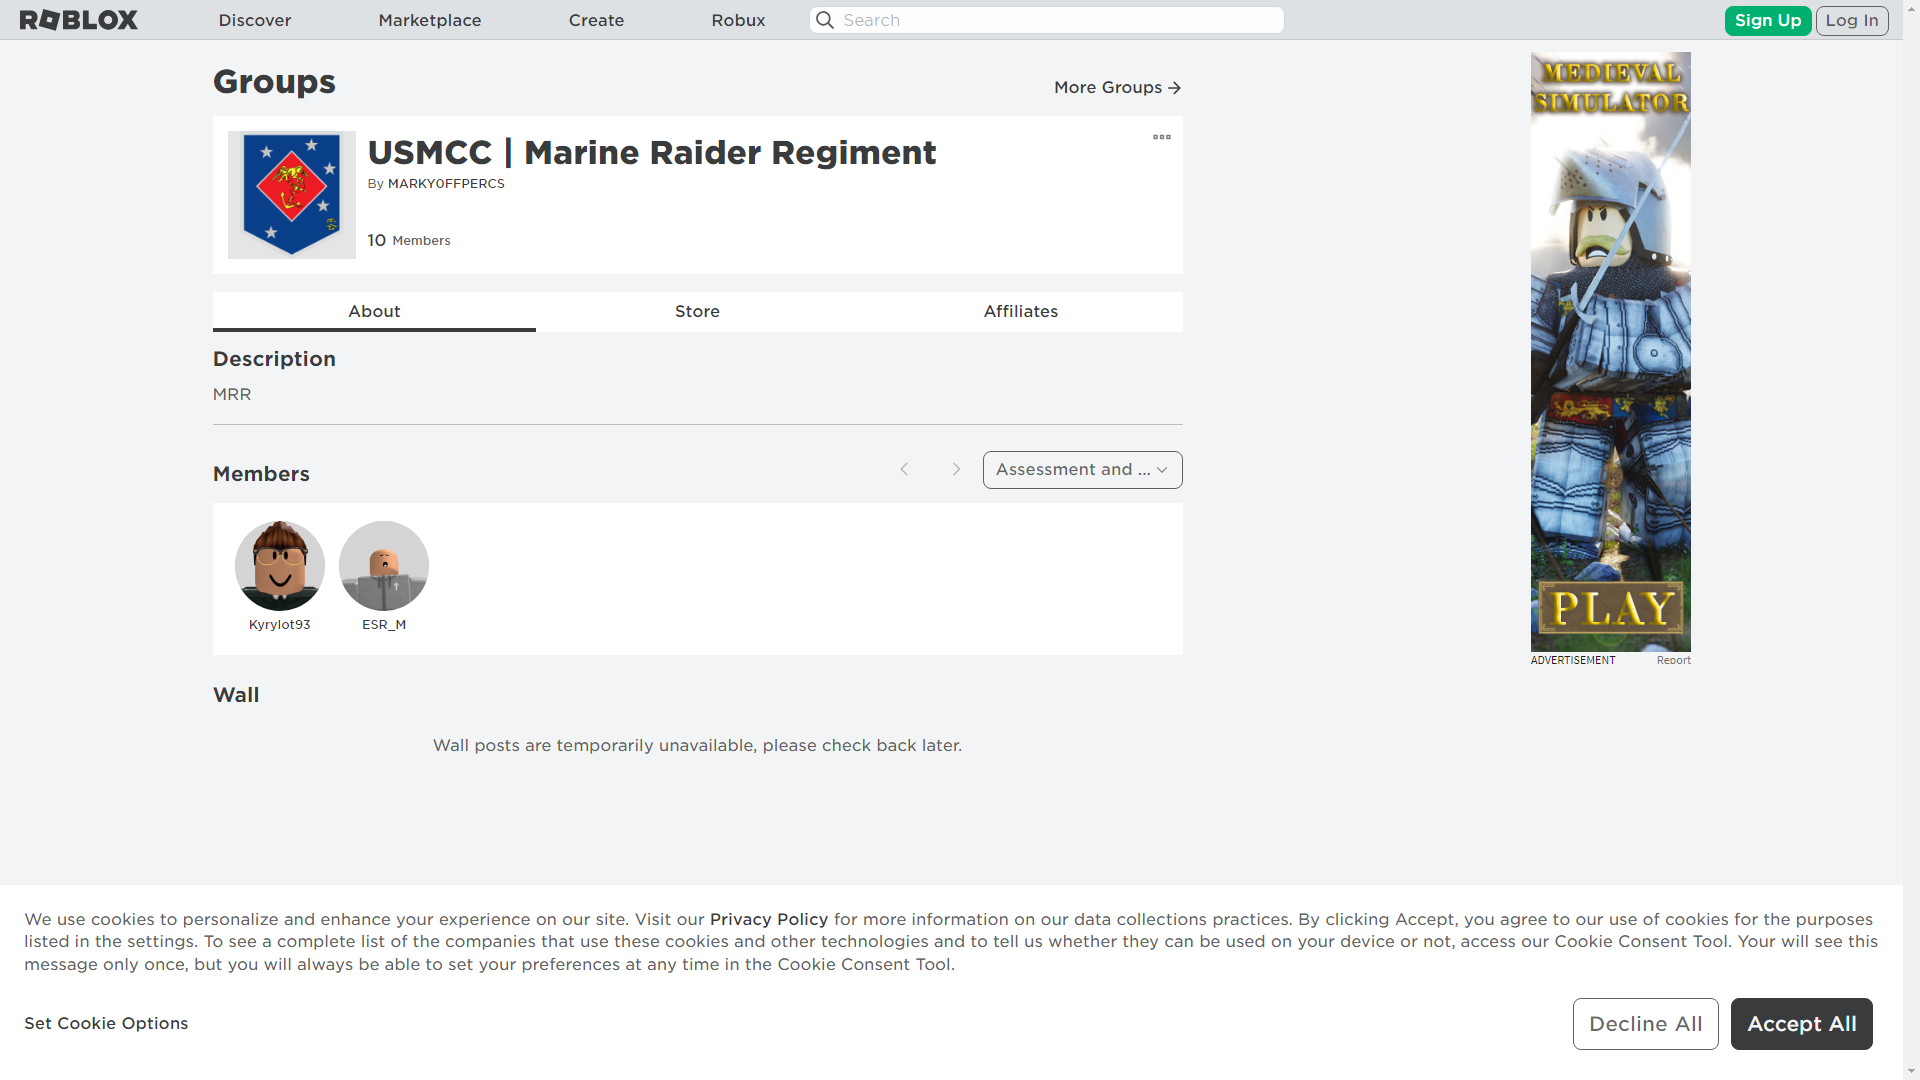 ROBLOX
Discover
Marketplace
Create
Robux
Search
Sign Up
Log In
Groups
More Groups
USMCC | Marine Raider Regiment
By MARKY0FFPERCS
10 Members
About
Store
Affiliates
Description
MRR
Members
Assessment and ...
Kyrylot93
ESR_M
Wall
Wall posts are temporarily unavailable, please check back later.
MEDIEVAL
SIMULATOR
PLAY
ADVERTISEMENT
Report
We use cookies to personalize and enhance your experience on our site. Visit our Privacy Policy for more information on our data collections practices. By clicking Accept, you agree to our use of cookies for the purposes
listed in the settings. To see a complete list of the companies that use these cookies and other technologies and to tell us whether they can be used on your device or not, access our Cookie Consent Tool. Your will see this
message only once, but you will always be able to set your preferences at any time in the Cookie Consent Tool.
Set Cookie Options
Decline All
Accept All